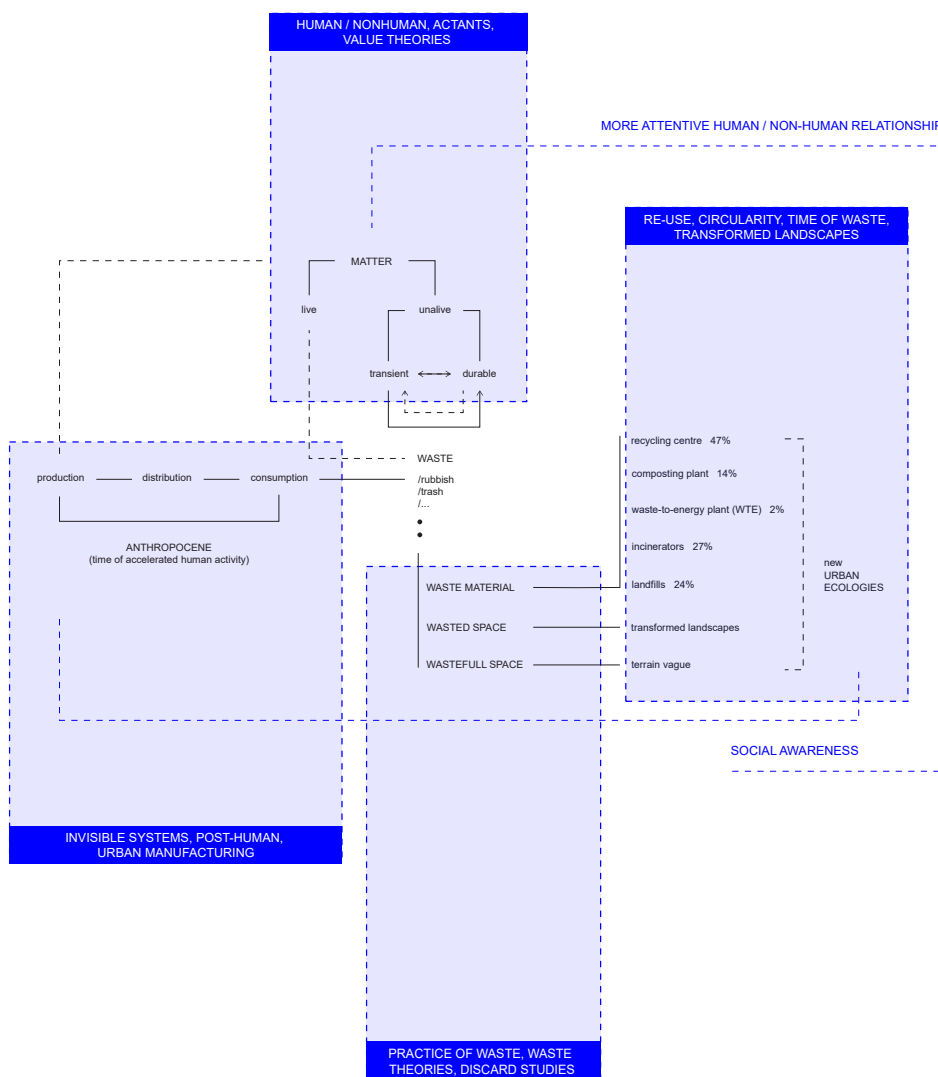 HUMAN / NONHUMAN, ACTANTS,
VALUE THEORIES
MORE ATTENTIVE HUMAN / NON-HUMAN RELATIONSHIP
RE-USE, CIRCULARITY, TIME OF WASTE,
TRANSFORMED LANDSCAPES
MATTER
live
unalive
transient
durable
WASTE
/rubbish
/trash
/...
production
distribution
consumption
ANTHROPOCENE
(time of accelerated human activity)
recycling centre 47%
composting plant 14%
waste-to-energy plant (WTE) 2%
incinerators 27%
landfills 24%
transformed landscapes
terrain vague
new
URBAN
ECOLOGIES
WASTE MATERIAL
WASTED SPACE
WASTEFULL SPACE
SOCIAL AWARENESS
INVISIBLE SYSTEMS, POST-HUMAN,
URBAN MANUFACTURING
PRACTICE OF WASTE, WASTE
THEORIES, DISCARD STUDIES